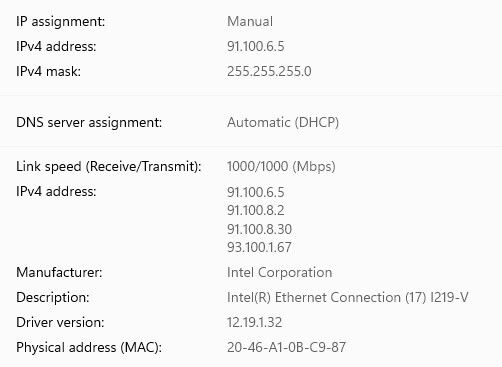 IP assignment: Manual
IPv4 address: 91.100.6.5
IPv4 mask: 255.255.255.0
DNS server assignment: Automatic (DHCP)
Link speed (Receive/Transmit): 1000/1000 (Mbps)
IPv4 address: 91.100.6.5
91.100.8.2
91.100.8.30
93.100.1.67
Manufacturer: Intel Corporation
Description: Intel(R) Ethernet Connection (17) I219-V
Driver version: 12.19.1.32
Physical address (MAC): 20-46-A1-0B-C9-87